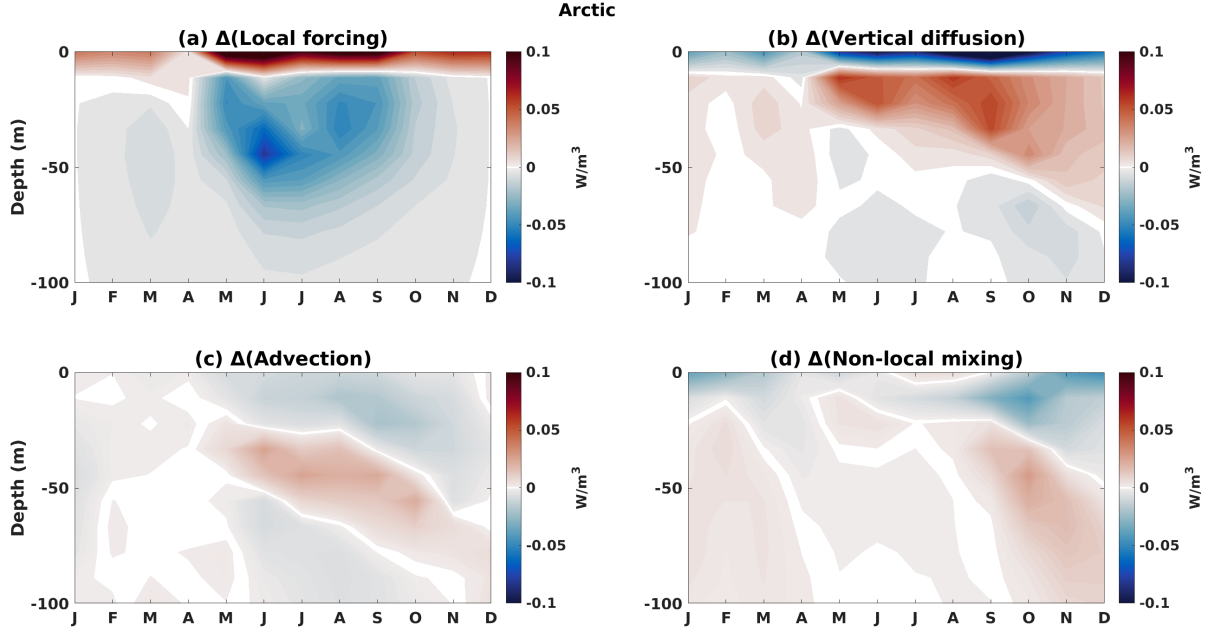 Arctic
(a) Δ(Local forcing)
0
-50
-100
Depth (m)
J F M A M J J A S O N D
0.1
0.05
0
-0.05
-0.1
W/m3
(b) Δ(Vertical diffusion)
0
-50
-100
J F M A M J J A S O N D
0.1
0.05
0
-0.05
-0.1
W/m3
(c) Δ(Advection)
0
-50
-100
Depth (m)
J F M A M J J A S O N D
0.1
0.05
0
-0.05
-0.1
W/m3
(d) Δ(Non-local mixing)
0
-50
-100
J F M A M J J A S O N D
0.1
0.05
0
-0.05
-0.1
W/m3